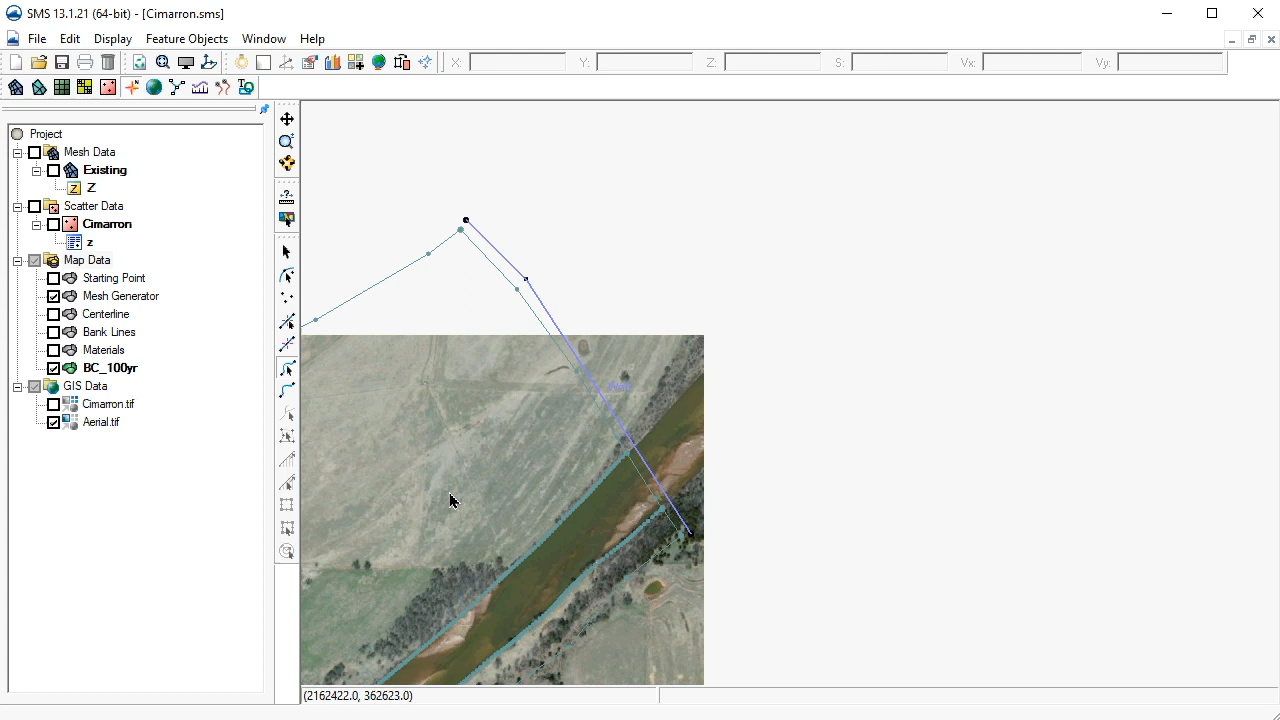 SMS 13.1.21 (64-bit) - [Cimarron.sms]
File Edit Display Feature Objects Window Help
X: Y: Z: S: Vx: Vy:
Project
Mesh Data
Existing
Z
Scatter Data
Cimarron
z
Map Data
Starting Point
Mesh Generator
Centerline
Bank Lines
Materials
BC_100yr
GIS Data
Cimarron.tif
Aerial.tif
(2162422.0, 362623.0)